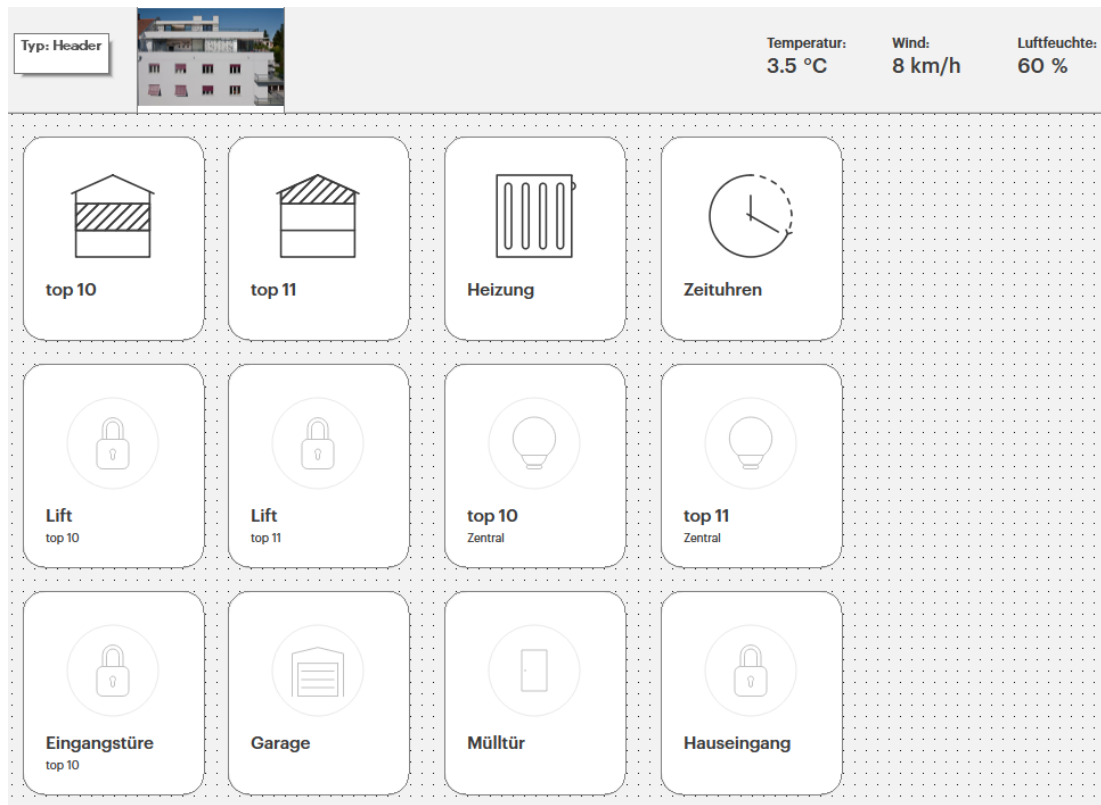 Typ: Header
Temperatur:
3.5 °C
Wind:
8 km/h
Luftfeuchte:
60 %
top 10
top 11
Heizung
Zeituhren
Lift
top 10
Lift
top 11
top 10
Zentral
top 11
Zentral
Eingangstüre
top 10
Garage
Mülltür
Hauseingang